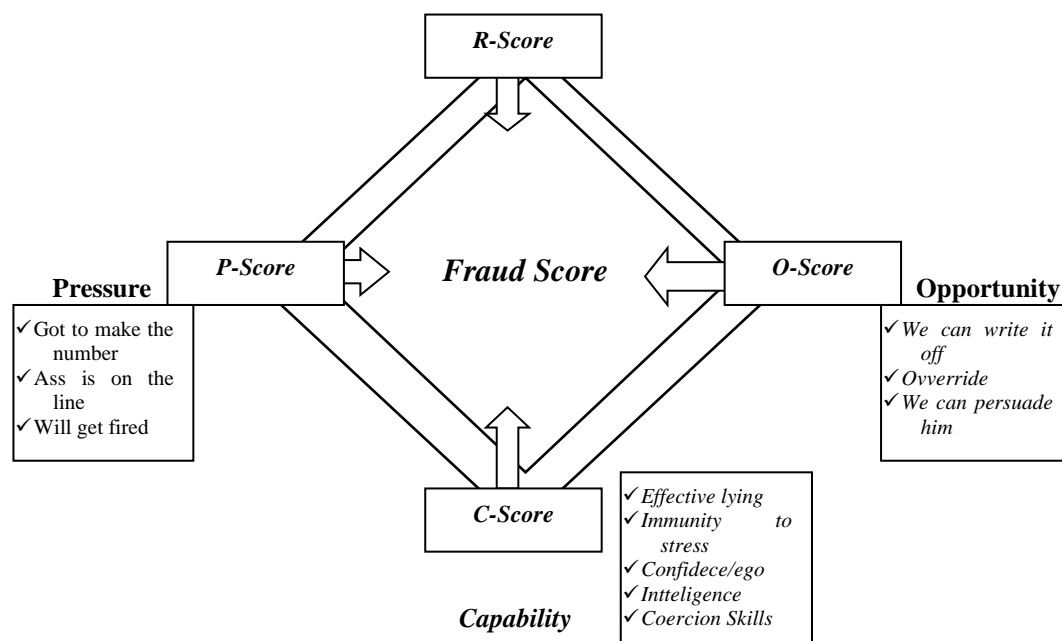 R-Score
P-Score
Fraud Score
O-Score
Pressure
Opportunity
✓Got to make the
number
✓Ass is on the
line
✓Will get fired
✓We can write it
off
✓Ovverride
✓We can persuade
him
C-Score
✓Effective lying
✓Immunity to
stress
✓Confidece/ego
✓Intteligence
✓Coercion Skills
Capability